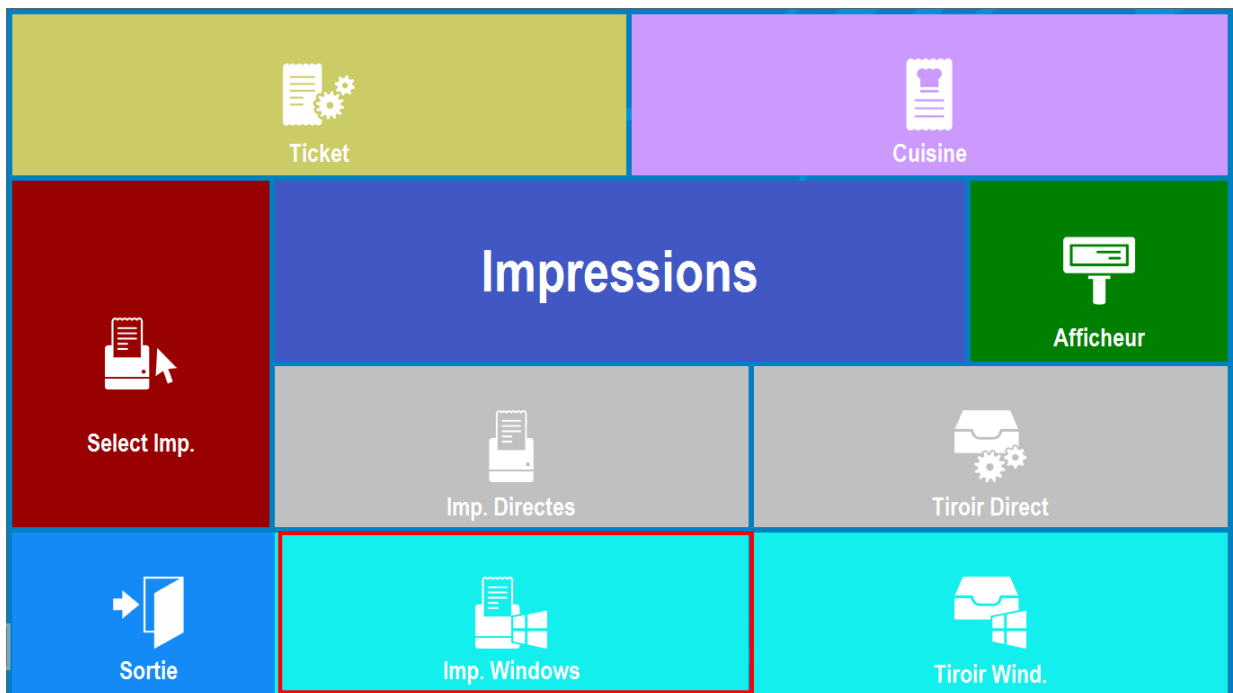 Ticket
Cuisine
Impressions
Afficheur
Select Imp.
Imp. Directes
Tiroir Direct
Sortie
Imp. Windows
Tiroir Wind.